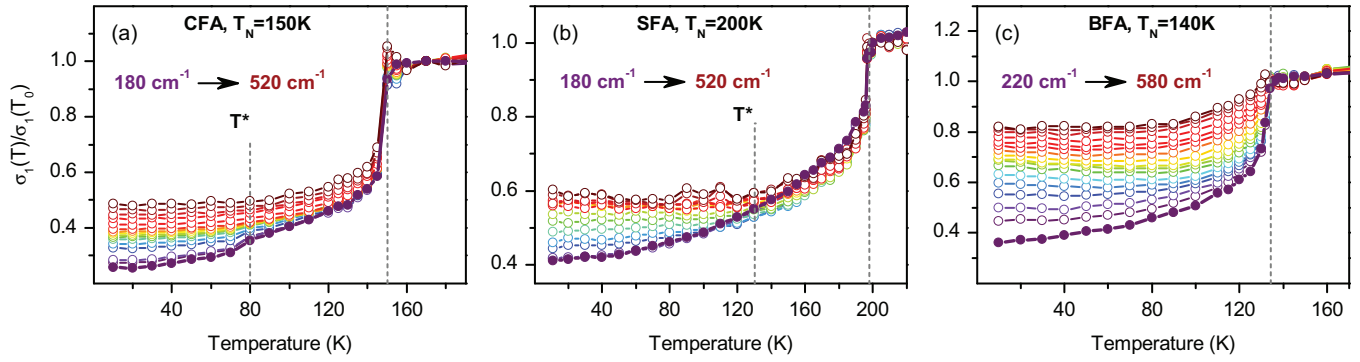 (a) CFA, T_N=150K
180 cm⁻¹ → 520 cm⁻¹
T*
σ₁(T)/σ₁(T₀)
1.0
0.8
0.6
0.4
40 80 120 160
Temperature (K)
(b) SFA, T_N=200K
180 cm⁻¹ → 520 cm⁻¹
T*
1.0
0.8
0.6
0.4
40 80 120 160 200
Temperature (K)
(c) BFA, T_N=140K
220 cm⁻¹ → 580 cm⁻¹
1.2
1.0
0.8
0.6
0.4
40 80 120 160
Temperature (K)